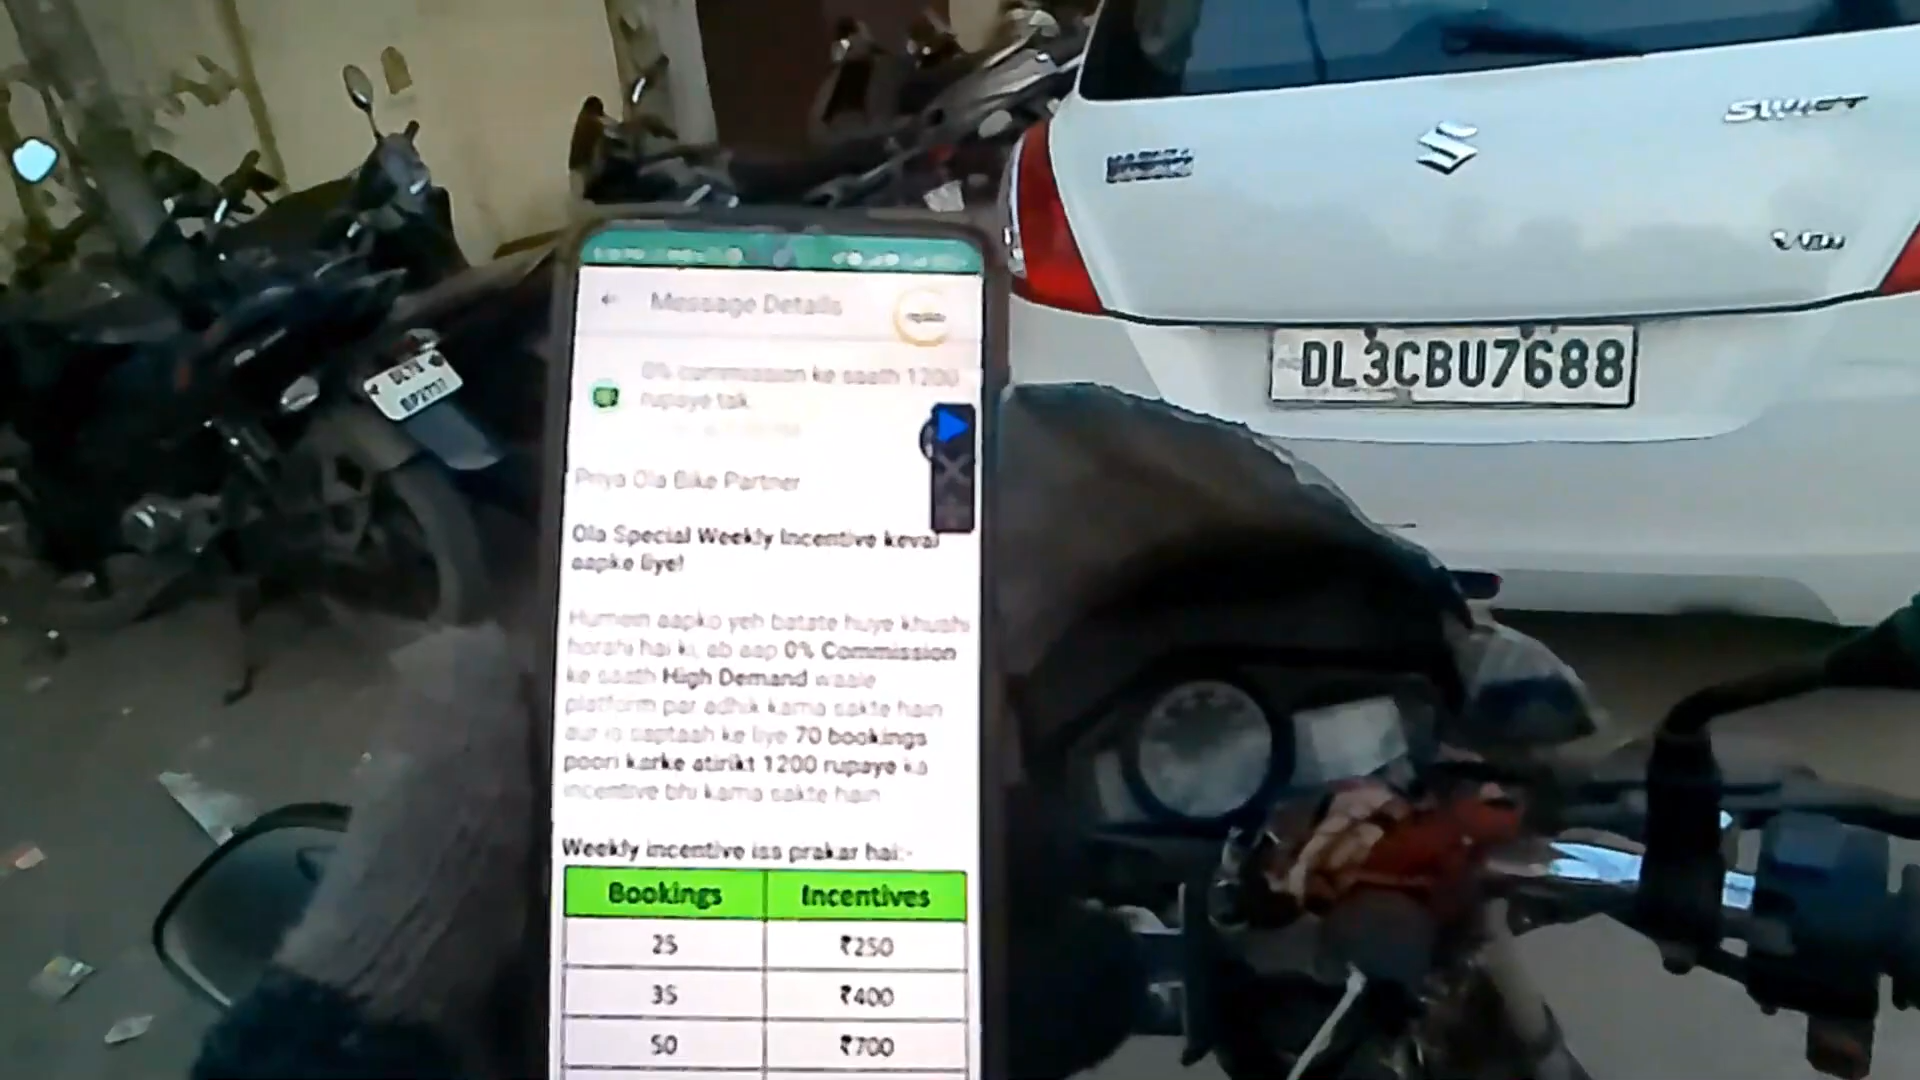 Message Details
0% commission ke saath 1200
rupaye tak
Priya Ola Bike Partner
Ola Special Weekly Incentive keval
aapke liye!
Humein aapko yeh batate huye khushi
horahi hai ki, ab aap 0% Commission
ke saath High Demand waale
platform par adhik kama sakte hain
aur is saptaah ke liye 70 bookings
poori karke atirikt 1200 rupaye ka
incentive bhi kama sakte hain
Weekly incentive iss prakar hai:-
Bookings Incentives
25 ₹250
35 ₹400
50 ₹700
SWIFT
VDi
DL3CBU7688